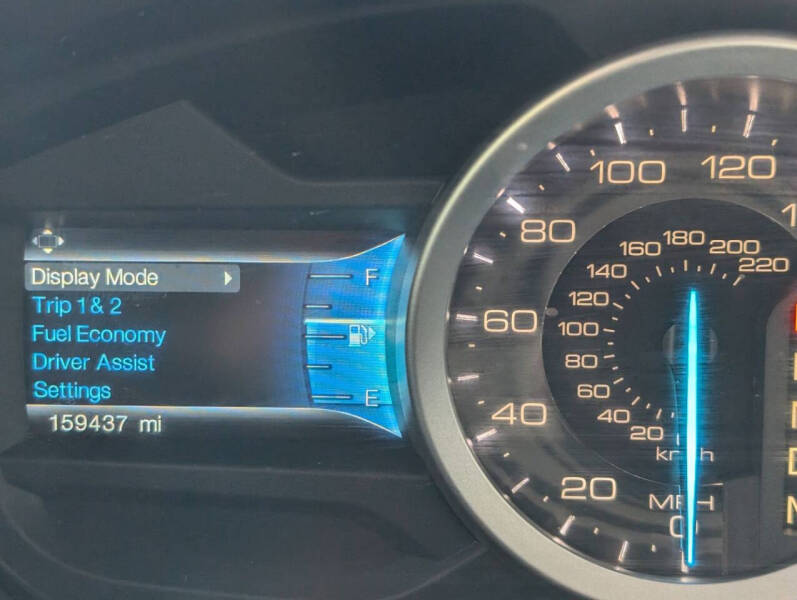 Display Mode
Trip 1 & 2
Fuel Economy
Driver Assist
Settings
159437 mi
F
E
120
100
80
60
40
20
0
MPH
220
200
180
160
140
120
100
80
60
40
20
km/h